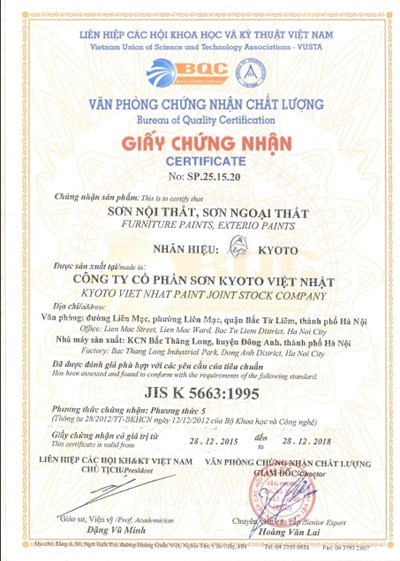 LIÊN HIỆP CÁC HỘI KHOA HỌC VÀ KỸ THUẬT VIỆT NAM
Vietnam Union of Science and Technology Associations - VUSTA
BQC
VĂN PHÒNG CHỨNG NHẬN CHẤT LƯỢNG
Bureau of Quality Certification
GIẤY CHỨNG NHẬN
CERTIFICATE
No: SP.25.15.20
Chứng nhận sản phẩm: This is to certify that
SƠN NỘI THẤT, SƠN NGOẠI THẤT
FURNITURE PAINTS, EXTERIO PAINTS
NHÃN HIỆU: KYOTO
Được sản xuất tại/made in:
CÔNG TY CỔ PHẦN SƠN KYOTO VIỆT NHẬT
KYOTO VIET NHAT PAINT JOINT STOCK COMPANY
Địa chỉ/address:
Văn phòng: đường Liên Mạc, phường Liên Mạc, quận Bắc Từ Liêm, thành phố Hà Nội
Office: Lien Mac Street, Lien Mac Ward, Bac Tu Liem District, Ha Noi City
Nhà máy sản xuất: KCN Bắc Thăng Long, huyện Đông Anh, thành phố Hà Nội
Factory: Bac Thang Long Industrial Park, Dong Anh District, Ha Noi City
Đã được đánh giá phù hợp với các yêu cầu của tiêu chuẩn
Has been assessed and found to conform with the requirements of the following standard.
JIS K 5663:1995
Phương thức chứng nhận: Phương thức 5
(Thông tư 28/2012/TT-BKHCN ngày 12/12/2012 của Bộ Khoa học và Công nghệ)
Giấy chứng nhận có giá trị từ 28. 12. 2015 đến 28. 12. 2018
This certificate is valid from to
LIÊN HIỆP CÁC HỘI KH&KT VIỆT NAM VĂN PHÒNG CHỨNG NHẬN CHẤT LƯỢNG
CHỦ TỊCH/President GIÁM ĐỐC/Director
Giáo sư, Viện sỹ /Prof. Academician Chuyên gia cao cấp /Senior Expert
Đặng Vũ Minh Hoàng Văn Lai
Địa chỉ: Tầng 4, Số, Ngõ đường Hoàng Quốc Việt, Nghĩa Tân, Cầu Giấy, HN Tel: 04 3793 0954 Fax: 04 3793 2007